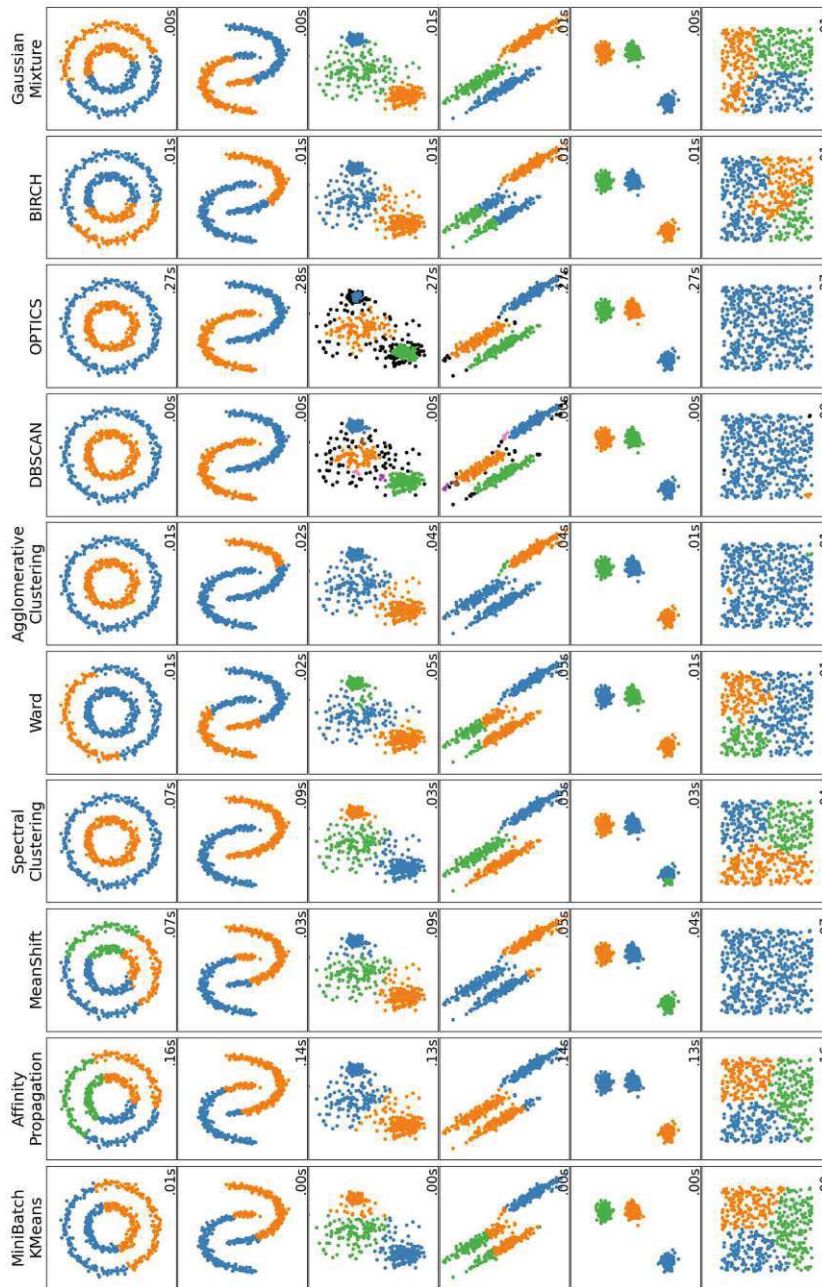 MiniBatch
KMeans
Affinity
Propagation
MeanShift
Spectral
Clustering
Ward
Agglomerative
Clustering
DBSCAN
OPTICS
BIRCH
Gaussian
Mixture
.01s .16s .07s .07s .01s .01s .00s .27s .01s .00s
.00s .14s .03s .09s .02s .02s .00s .28s .01s .00s
.00s .13s .09s .03s .05s .04s .00s .27s .01s .01s
.00s .14s .05s .05s .05s .04s .00s .27s .01s .01s
.00s .13s .04s .03s .01s .01s .00s .27s .01s .00s